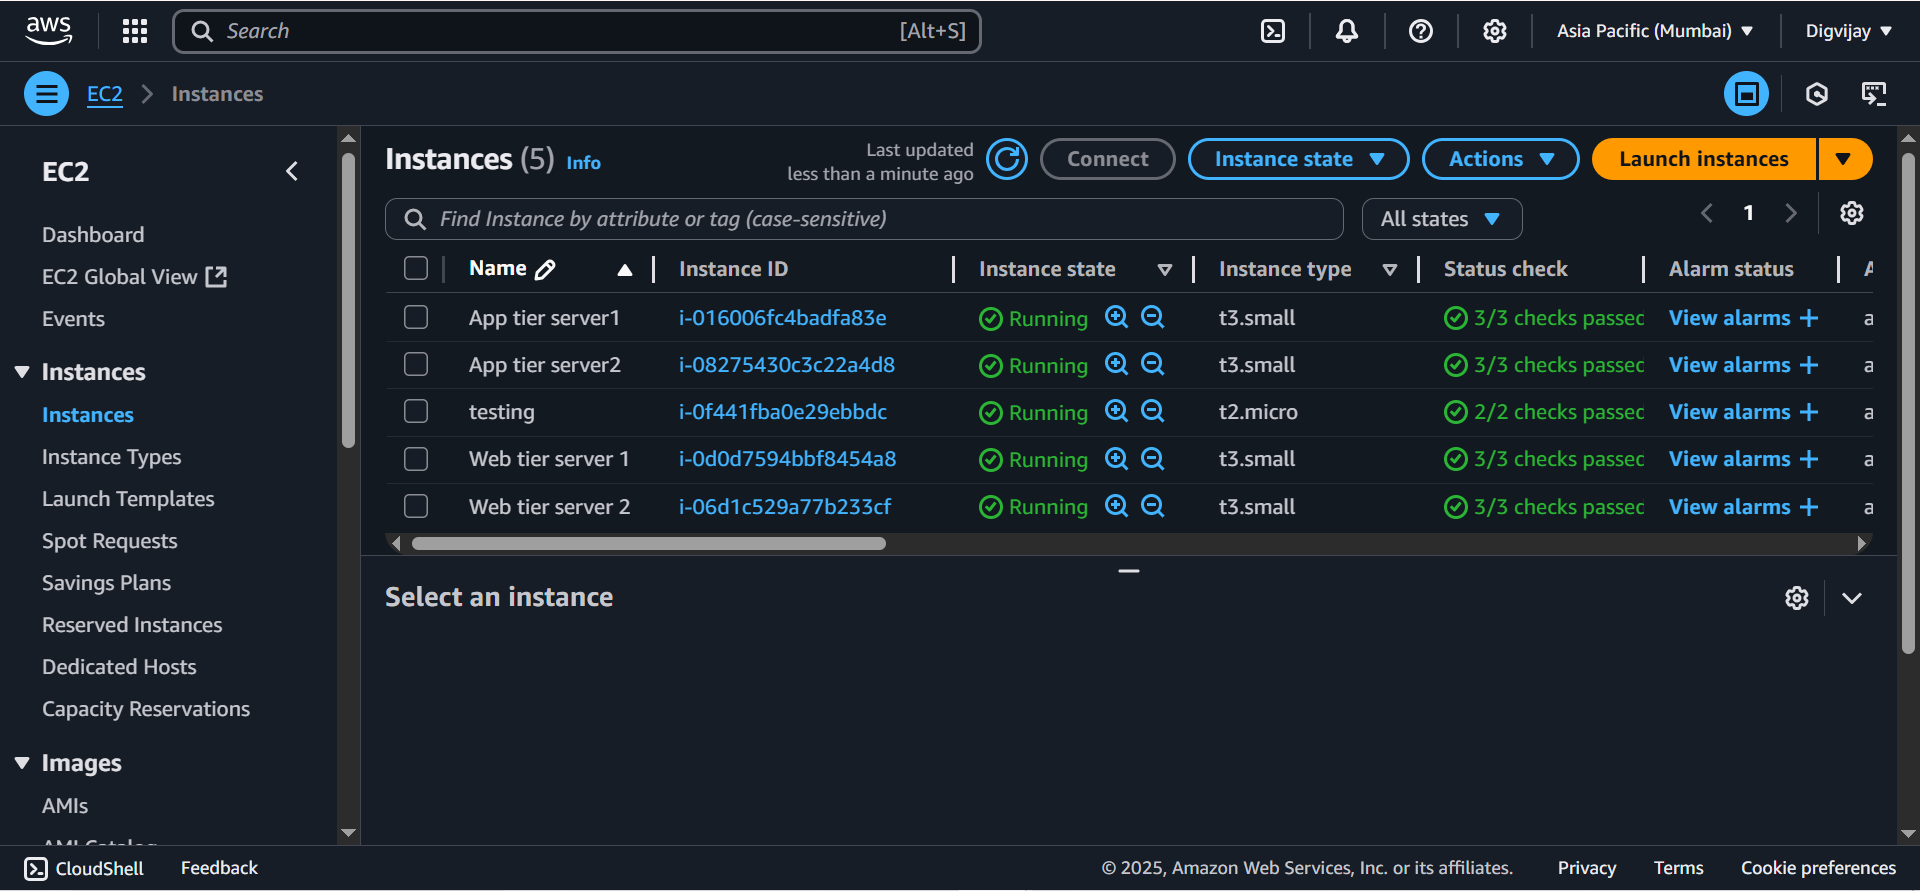 aws
Search [Alt+S]
Asia Pacific (Mumbai)
Digvijay
EC2 Instances
EC2
Dashboard
EC2 Global View
Events
Instances
Instances
Instance Types
Launch Templates
Spot Requests
Savings Plans
Reserved Instances
Dedicated Hosts
Capacity Reservations
Images
AMIs
AMI Catalog
Instances (5) Info
Last updated
less than a minute ago
Connect
Instance state
Actions
Launch instances
Find Instance by attribute or tag (case-sensitive)
All states
1
Name Instance ID Instance state Instance type Status check Alarm status A
App tier server1 i-016006fc4badfa83e Running t3.small 3/3 checks passed View alarms + a
App tier server2 i-08275430c3c22a4d8 Running t3.small 3/3 checks passed View alarms + a
testing i-0f441fba0e29ebbdc Running t2.micro 2/2 checks passed View alarms + a
Web tier server 1 i-0d0d7594bbf8454a8 Running t3.small 3/3 checks passed View alarms + a
Web tier server 2 i-06d1c529a77b233cf Running t3.small 3/3 checks passed View alarms + a
Select an instance
CloudShell Feedback © 2025, Amazon Web Services, Inc. or its affiliates. Privacy Terms Cookie preferences